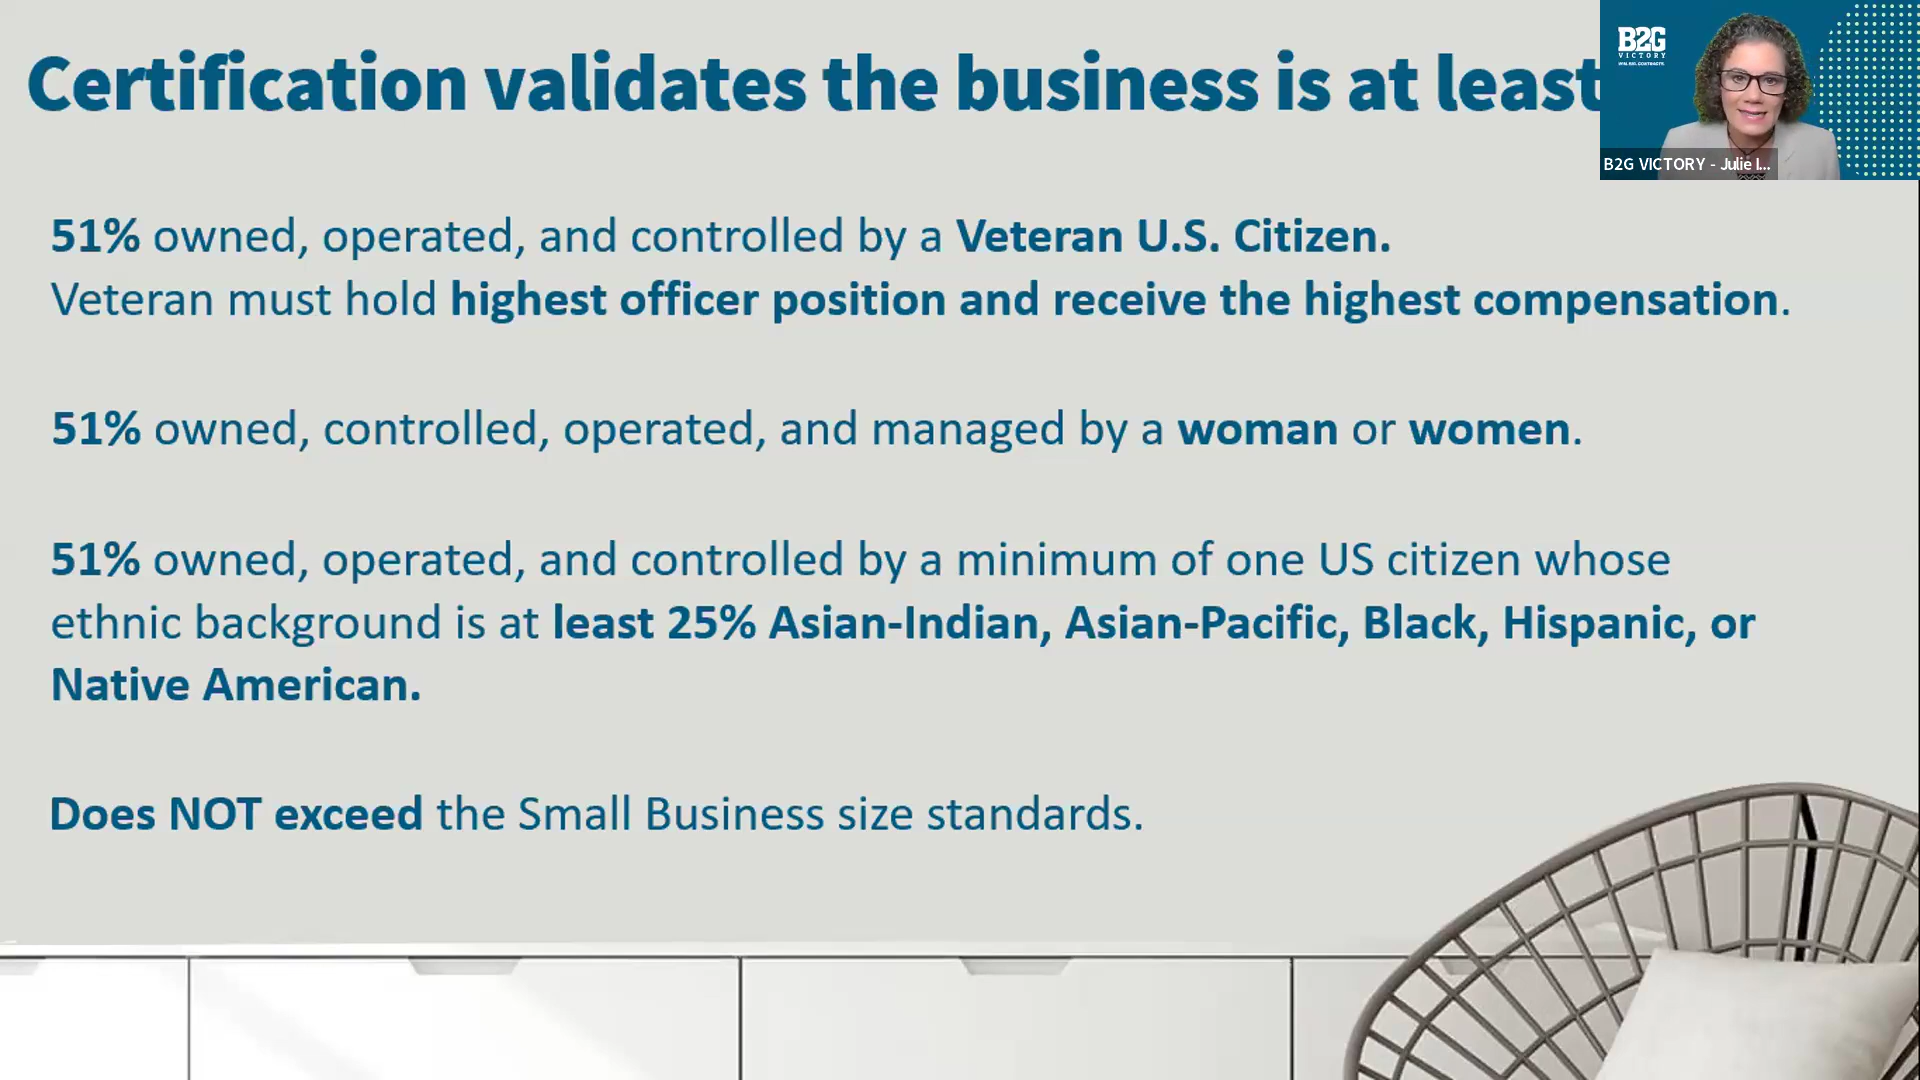 Certification validates the business is at least
B2G
VICTORY
B2G VICTORY - Julie I...
51% owned, operated, and controlled by a Veteran U.S. Citizen.
Veteran must hold highest officer position and receive the highest compensation.
51% owned, controlled, operated, and managed by a woman or women.
51% owned, operated, and controlled by a minimum of one US citizen whose
ethnic background is at least 25% Asian-Indian, Asian-Pacific, Black, Hispanic, or
Native American.
Does NOT exceed the Small Business size standards.